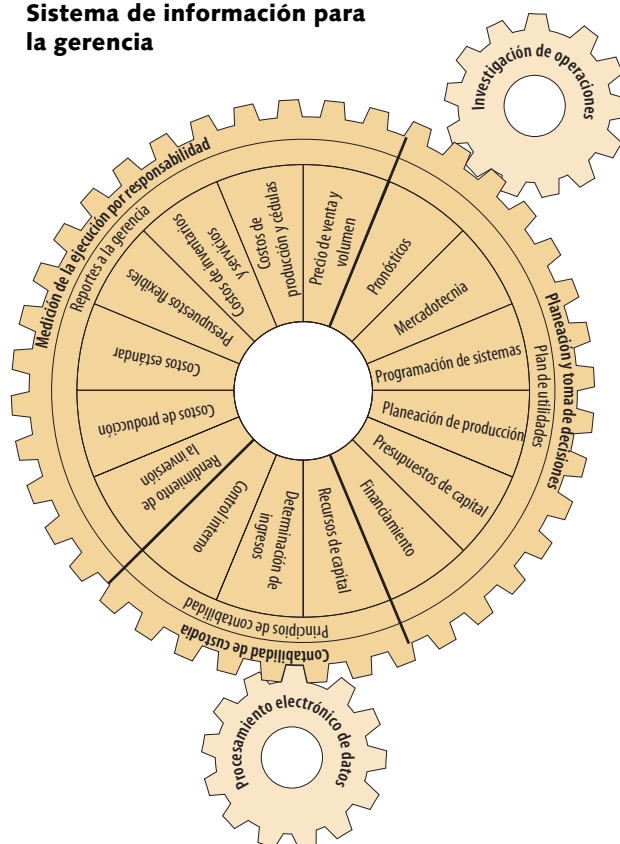 Sistema de información para
la gerencia
Investigación de operaciones
Medición de la ejecución por responsabilidad
Reportes a la gerencia
Planeación y toma de decisiones
Plan de utilidades
Precio de venta y
volumen
Pronósticos
Mercadotecnia
Programación de sistemas
Planeación de producción
Presupuestos de capital
Financiamiento
Recursos de capital
Determinación de
ingresos
Control interno
Rendimiento de
la inversión
Costos de producción
Costos estándar
Presupuestos flexibles
Costos de inventarios
y servicios
Costos de
producción y cédulas
Principios de contabilidad
Contabilidad de custodia
Procesamiento electrónico de datos